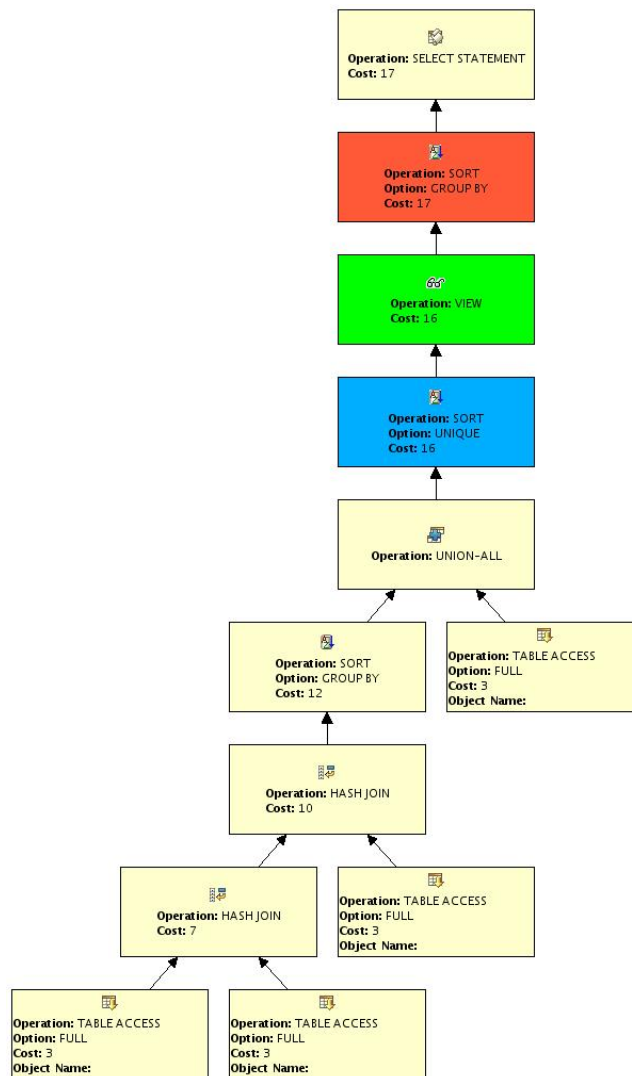 Operation: SELECT STATEMENT
Cost: 17
Operation: SORT
Option: GROUP BY
Cost: 17
Operation: VIEW
Cost: 16
Operation: SORT
Option: UNIQUE
Cost: 16
Operation: UNION-ALL
Operation: SORT
Option: GROUP BY
Cost: 12
Operation: TABLE ACCESS
Option: FULL
Cost: 3
Object Name:
Operation: HASH JOIN
Cost: 10
Operation: HASH JOIN
Cost: 7
Operation: TABLE ACCESS
Option: FULL
Cost: 3
Object Name:
Operation: TABLE ACCESS
Option: FULL
Cost: 3
Object Name:
Operation: TABLE ACCESS
Option: FULL
Cost: 3
Object Name: